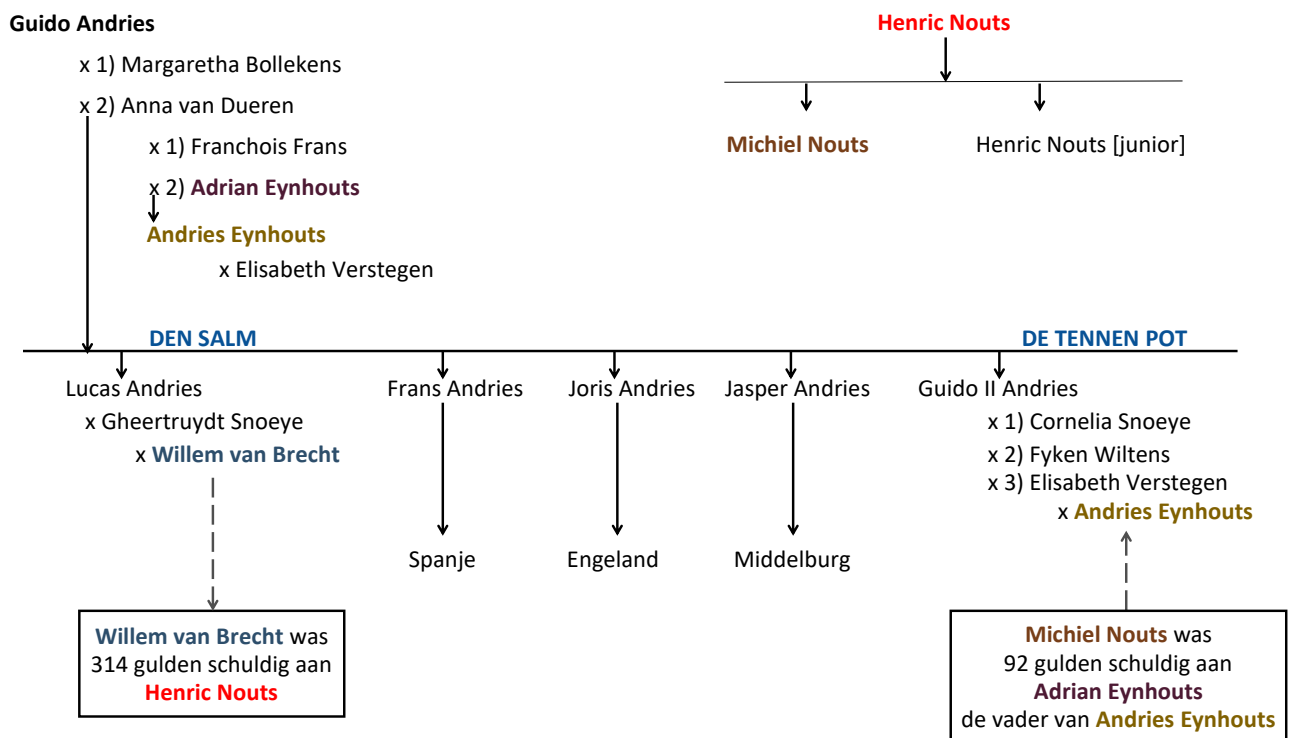 Guido Andries
x 1) Margaretha Bollekens
x 2) Anna van Dueren
x 1) Franchois Frans
x 2) Adrian Eynhouts
Andries Eynhouts
x Elisabeth Verstegen
Henric Nouts
Michiel Nouts
Henric Nouts [junior]
DEN SALM
DE TENNEN POT
Lucas Andries
x Gheertruydt Snoeye
x Willem van Brecht
Frans Andries
Joris Andries
Jasper Andries
Guido II Andries
x 1) Cornelia Snoeye
x 2) Fyken Wiltens
x 3) Elisabeth Verstegen
x Andries Eynhouts
Spanje
Engeland
Middelburg
Willem van Brecht was
314 gulden schuldig aan
Henric Nouts
Michiel Nouts was
92 gulden schuldig aan
Adrian Eynhouts
de vader van Andries Eynhouts